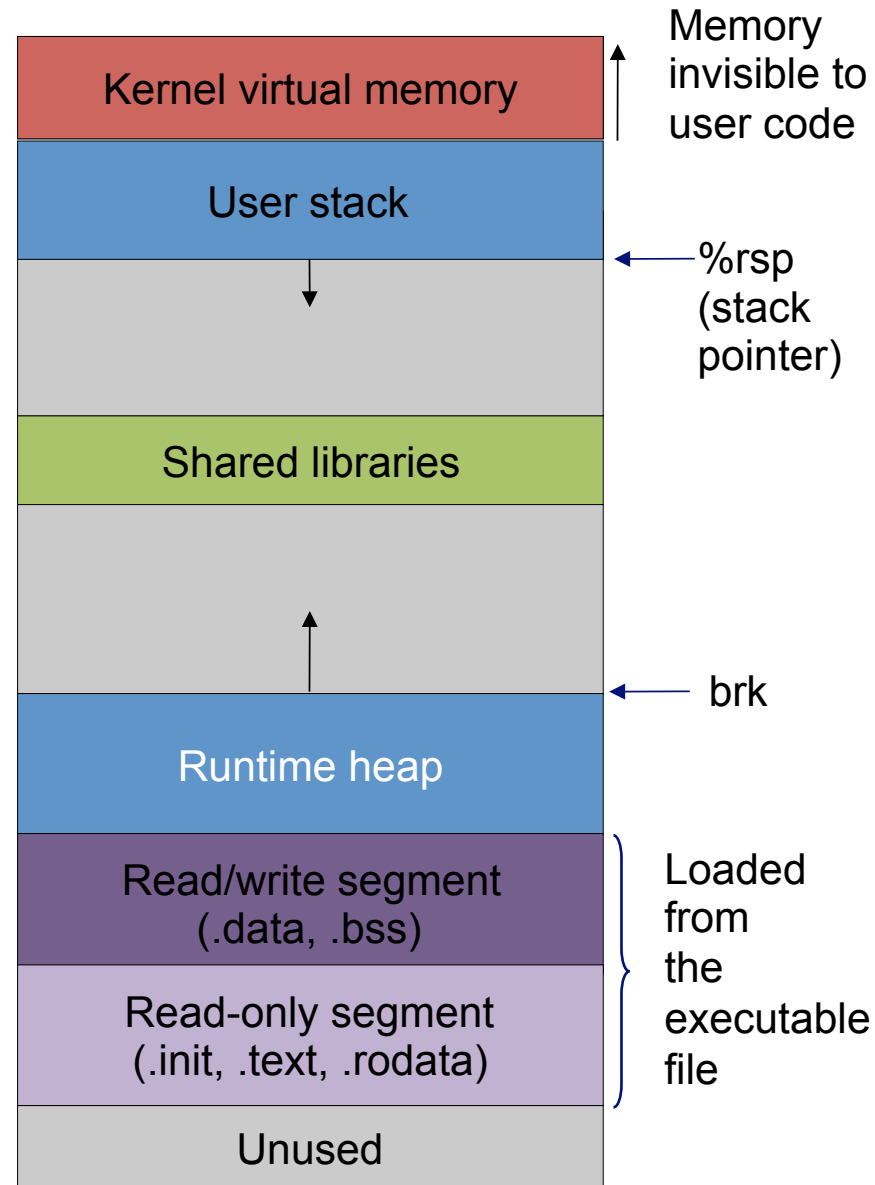 Memory
invisible to
user code
Kernel virtual memory
User stack
%rsp
(stack
pointer)
Shared libraries
brk
Runtime heap
Read/write segment
(.data, .bss)
Read-only segment
(.init, .text, .rodata)
Loaded
from
the
executable
file
Unused